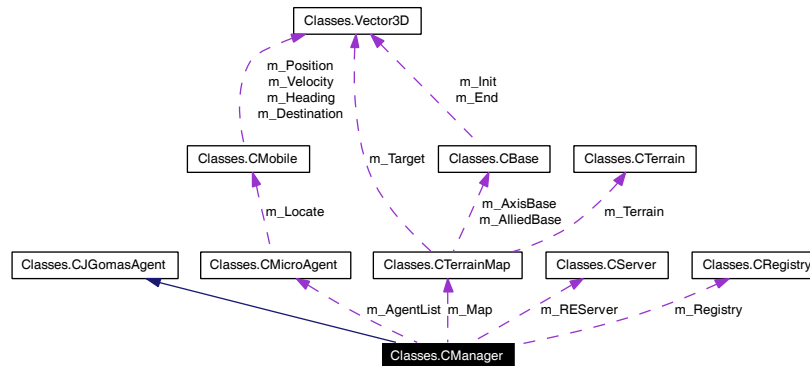 Classes.Vector3D
m_Position
m_Velocity
m_Heading
m_Destination
m_Init
m_End
m_Target
Classes.CMobile
Classes.CBase
Classes.CTerrain
m_Locate
m_AxisBase
m_AlliedBase
m_Terrain
Classes.CJGomasAgent
Classes.CMicroAgent
Classes.CTerrainMap
Classes.CServer
Classes.CRegistry
m_AgentList
m_Map
m_REServer
m_Registry
Classes.CManager